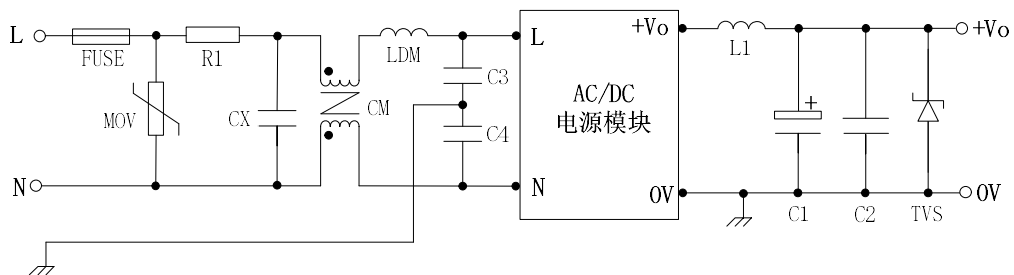 L
FUSE
R1
MOV
CX
CM
LDM
C3
C4
N
L
N
AC/DC
电源模块
+Vo
0V
L1
C1
C2
TVS
+Vo
0V